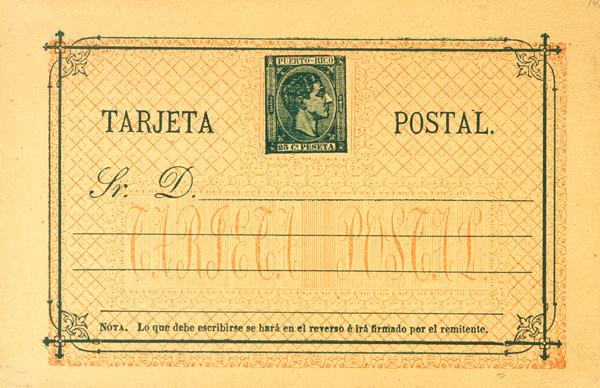 PUERTO-RICO
25 C. PESETA
TARJETA POSTAL.
Sr. D.
TARJETA POSTAL
NOTA. Lo que debe escribirse se hará en el reverso é irá firmado por el remitente.